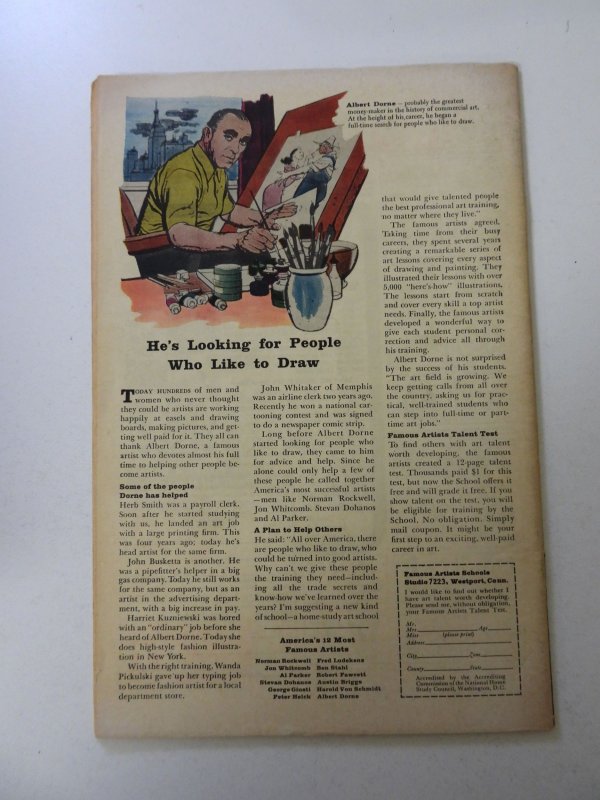 Albert Dorne — probably the greatest
money-maker in the history of commercial art.
At the height of his career, he began a
full-time search for people who like to draw.
He's Looking for People
Who Like to Draw
TODAY HUNDREDS of men and
women who never thought
they could be artists are working
happily at easels and drawing
boards, making pictures, and get-
ting well paid for it. They all can
thank Albert Dorne, a famous
artist who devotes almost his full
time to helping other people be-
come artists.
Some of the people
Dorne has helped
Herb Smith was a payroll clerk.
Soon after he started studying
with us, he landed an art job
with a large printing firm. This
was four years ago; today he's
head artist for the same firm.
John Busketta is another. He
was a pipefitter's helper in a big
gas company. Today he still works
for the same company, but as an
artist in the advertising depart-
ment, with a big increase in pay.
Harriet Kuzniewski was bored
with an "ordinary" job before she
heard of Albert Dorne. Today she
does high-style fashion illustra-
tion in New York.
With the right training, Wanda
Pickulski gave up her typing job
to become fashion artist for a local
department store.
John Whitaker of Memphis
was an airline clerk two years ago.
Recently he won a national car-
tooning contest and was signed
to do a newspaper comic strip.
Long before Albert Dorne
started looking for people who
like to draw, they came to him
for advice and help. Since he
alone could only help a few of
these people he called together
America's most successful artists
—men like Norman Rockwell,
Jon Whitcomb, Stevan Dohanos
and Al Parker.
A Plan to Help Others
He said: "All over America, there
are people who like to draw, who
could be turned into good artists.
Why can't we give these people
the training they need—includ-
ing all the trade secrets and
know-how we've learned over the
years? I'm suggesting a new kind
of school—a home-study art school
America's 12 Most
Famous Artists
Norman Rockwell Fred Ludekens
Jon Whitcomb Ben Stahl
Al Parker Robert Fawcett
Stevan Dohanos Austin Briggs
George Giusti Harold Von Schmidt
Peter Helck Albert Dorne
that would give talented people
the best professional art training,
no matter where they live."
The famous artists agreed.
Taking time from their busy
careers, they spent several years
creating a remarkable series of
art lessons covering every aspect
of drawing and painting. They
illustrated their lessons with over
5,000 "here's-how" illustrations.
The lessons start from scratch
and cover every skill a top artist
needs. Finally, the famous artists
developed a wonderful way to
give each student personal cor-
rection and advice all through
his training.
Albert Dorne is not surprised
by the success of his students.
"The art field is growing. We
keep getting calls from all over
the country, asking us for prac-
tical, well-trained students who
can step into full-time or part-
time art jobs."
Famous Artists Talent Test
To find others with art talent
worth developing, the famous
artists created a 12-page talent
test. Thousands paid $1 for this
test, but now the School offers it
free and will grade it free. If you
show talent on the test, you will
be eligible for training by the
School. No obligation. Simply
mail coupon. It might be your
first step to an exciting, well-paid
career in art.
Famous Artists Schools
Studio 7223, Westport, Conn.
I would like to find out whether I
have art talent worth developing.
Please send me, without obligation,
your Famous Artists Talent Test.
Mr.
Mrs. Age
Miss (please print)
Address
City Zone
County State
Accredited by the Accrediting
Commission of the National Home
Study Council, Washington, D.C.